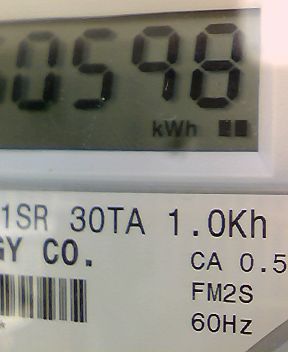 0598
kWh
1SR 30TA 1.0Kh
GY CO.
CA 0.5
FM2S
60Hz